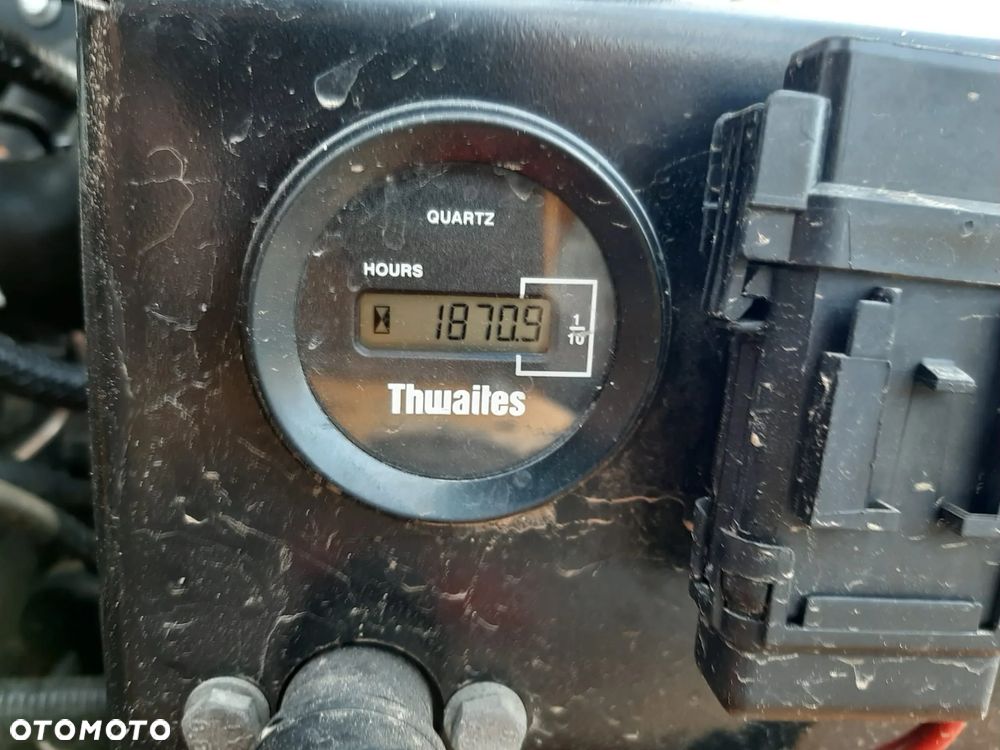 QUARTZ
HOURS
1870.9
1/10
Thwaites
OTOMOTO